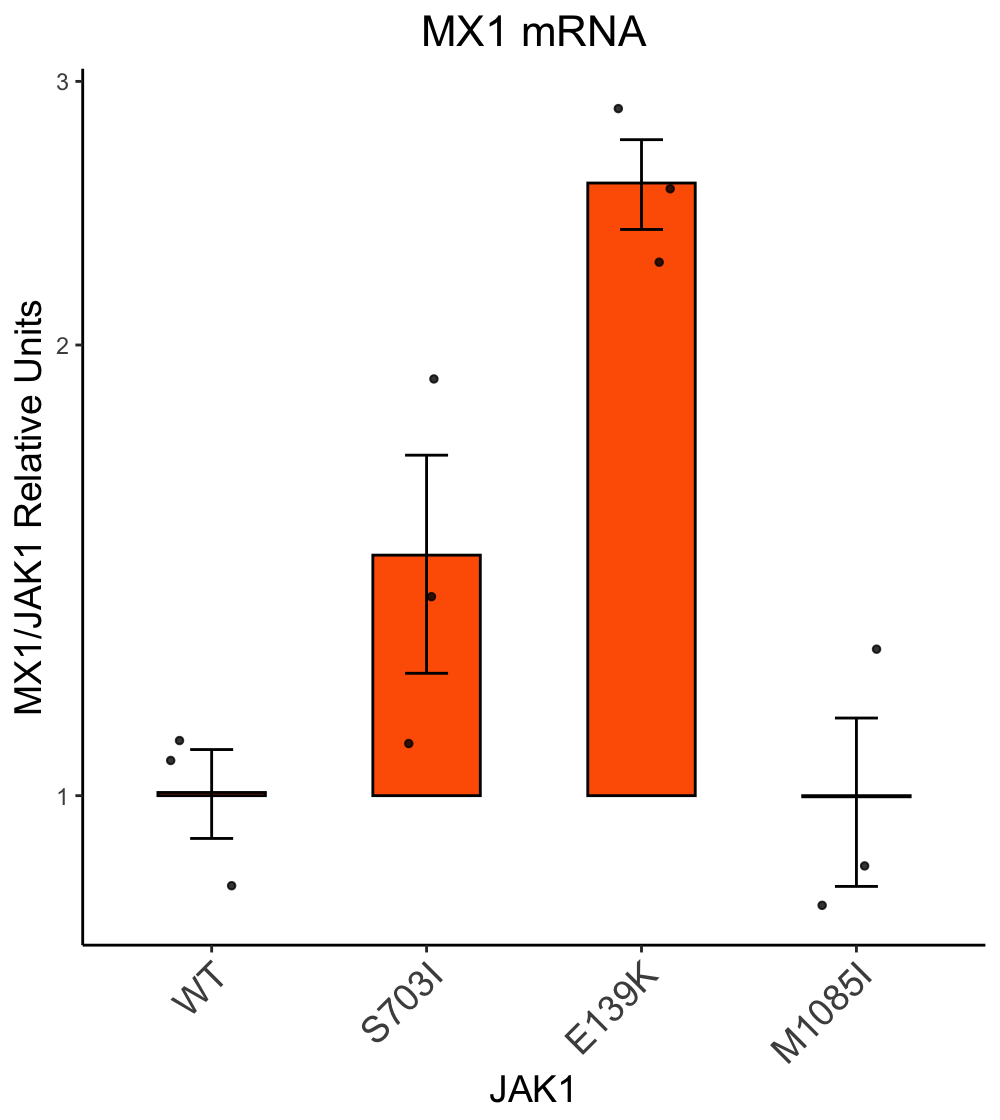 MX1 mRNA
MX1/JAK1 Relative Units
3
2
1
WT
S703I
E139K
M1085I
JAK1